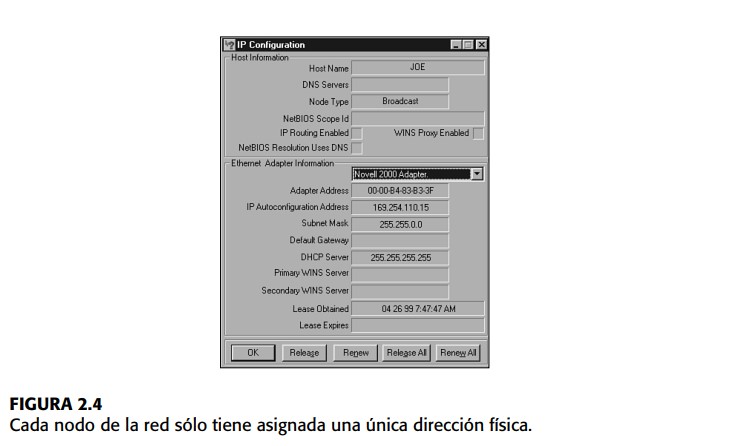 IP Configuration
Host Information
Host Name JOE
DNS Servers
Node Type Broadcast
NetBIOS Scope Id
IP Routing Enabled WINS Proxy Enabled
NetBIOS Resolution Uses DNS
Ethernet Adapter Information
Novell 2000 Adapter.
Adapter Address 00-00-B4-83-B3-3F
IP Autoconfiguration Address 169.254.110.15
Subnet Mask 255.255.0.0
Default Gateway
DHCP Server 255.255.255.255
Primary WINS Server
Secondary WINS Server
Lease Obtained 04 26 99 7:47:47 AM
Lease Expires
OK Release Renew Release All Renew All
FIGURA 2.4
Cada nodo de la red sólo tiene asignada una única dirección física.